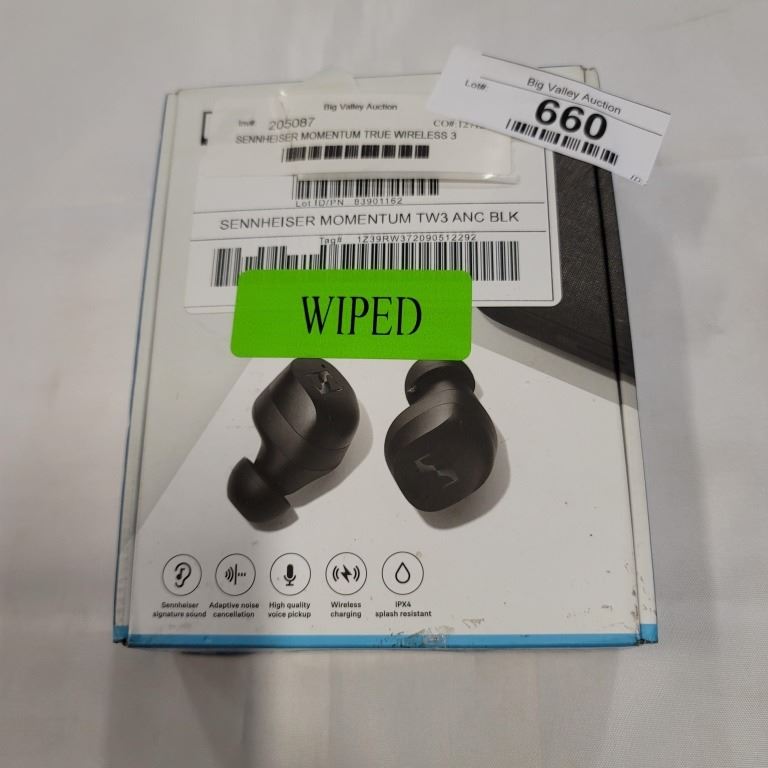 Big Valley Auction
Lot#:
660
ID:
Big Valley Auction
Inv# 205087
CO#:
SENNHEISER MOMENTUM TRUE WIRELESS 3
Lot ID/PN 83901162
SENNHEISER MOMENTUM TW3 ANC BLK
Tag# 1Z39RW372090512292
WIPED
Sennheiser
signature sound
Adaptive noise
cancellation
High quality
voice pickup
Wireless
charging
IPX4
splash resistant